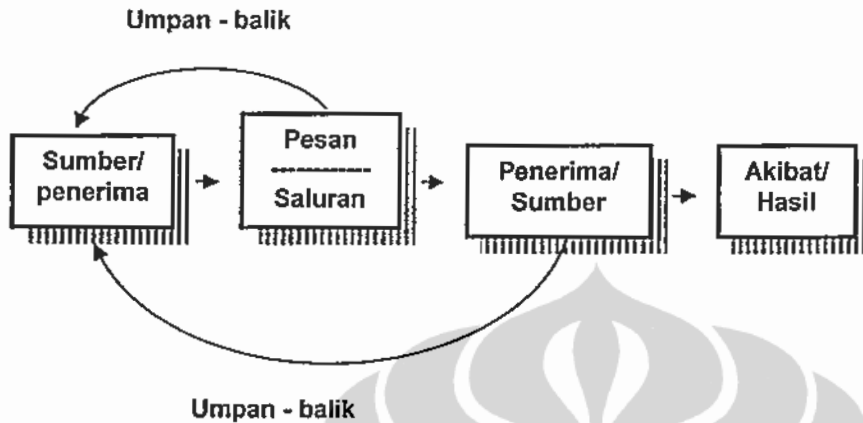 Umpan - balik
Sumber/
penerima
Pesan
Saluran
Penerima/
Sumber
Akibat/
Hasil
Umpan - balik